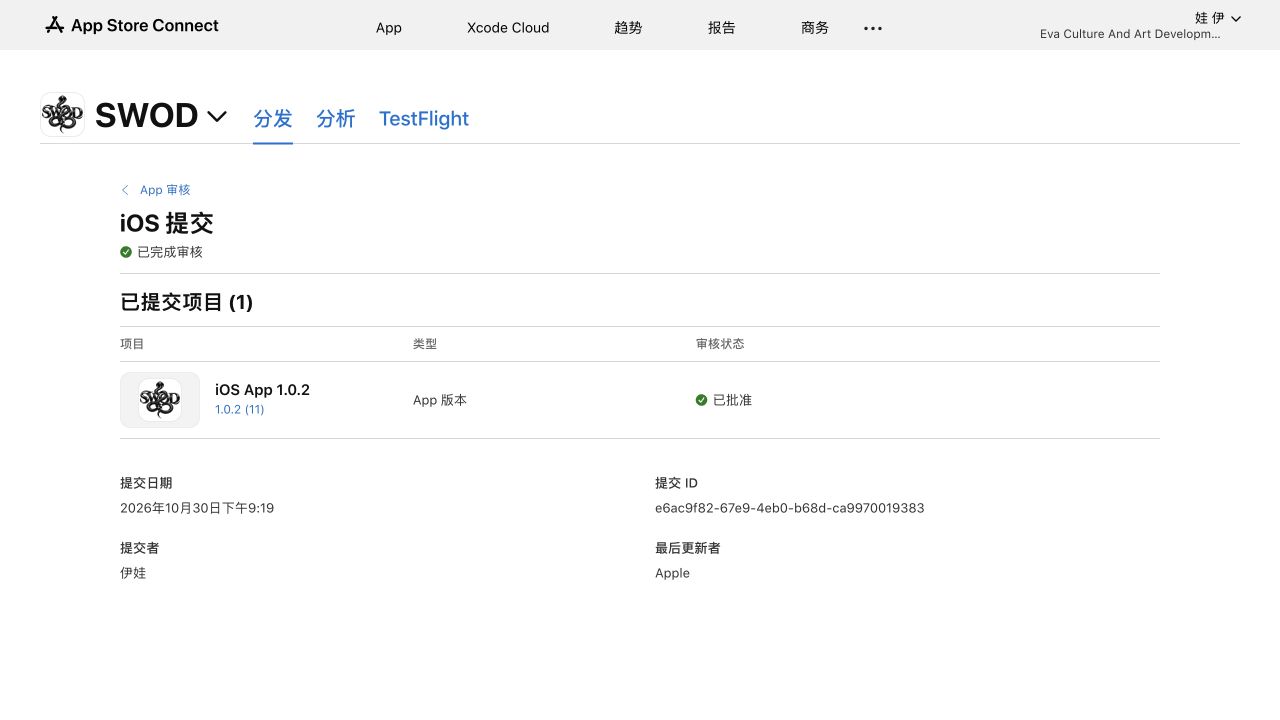 App Store Connect
App
Xcode Cloud
趋势
报告
商务
娃 伊
Eva Culture And Art Developm...
SWOD
SWOD
分发
分析
TestFlight
App 审核
iOS 提交
已完成审核
已提交项目 (1)
项目
类型
审核状态
SWOD
iOS App 1.0.2
1.0.2 (11)
App 版本
已批准
提交日期
提交 ID
2026年10月30日下午9:19
e6ac9f82-67e9-4eb0-b68d-ca9970019383
提交者
最后更新者
伊娃
Apple